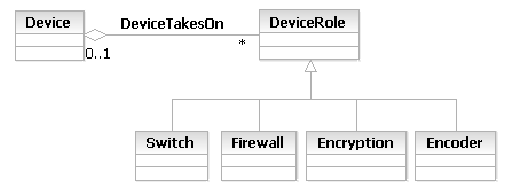 Device
DeviceTakesOn
DeviceRole
0..1
*
Switch
Firewall
Encryption
Encoder